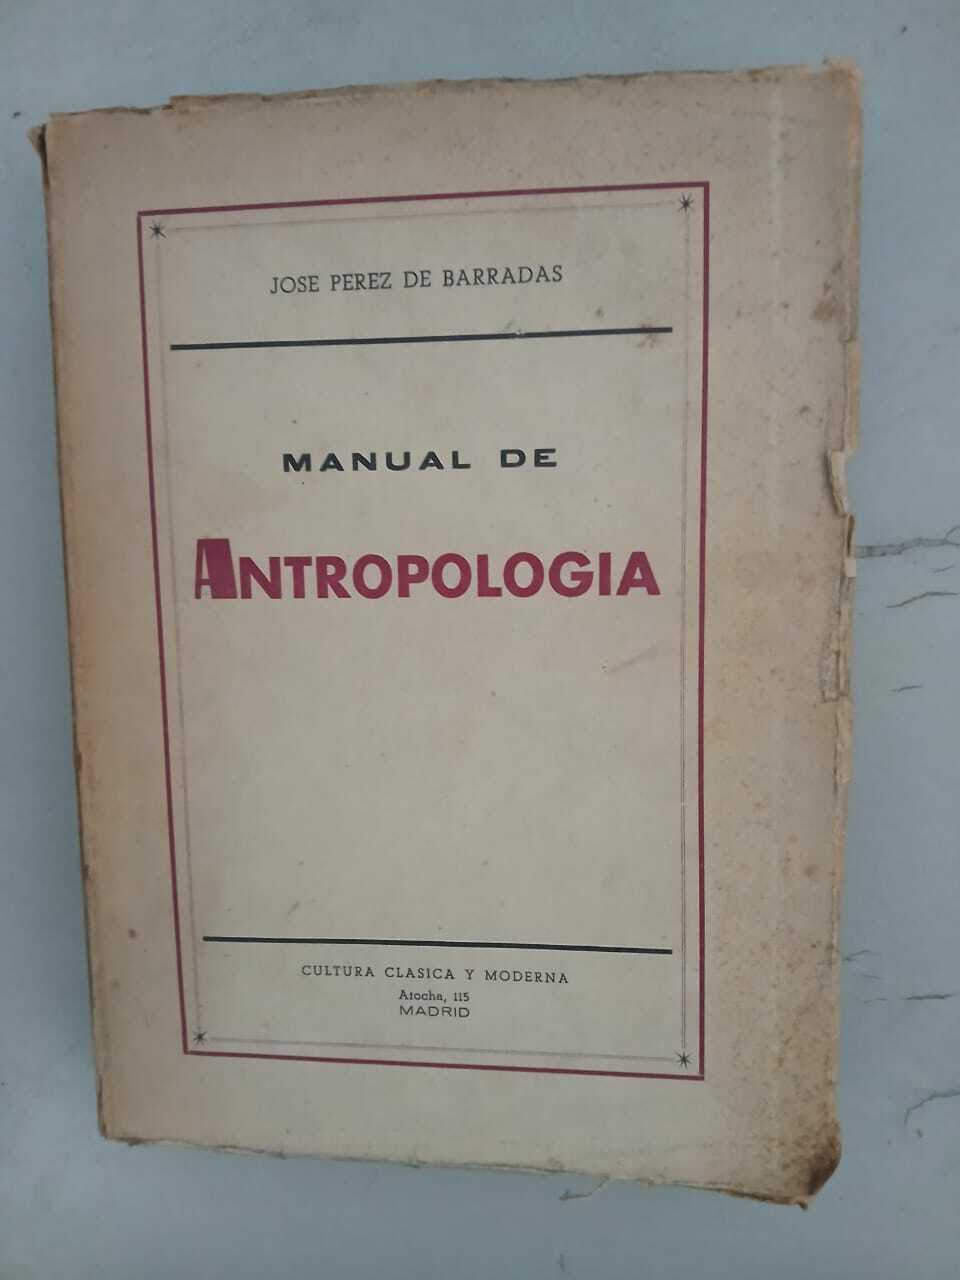 JOSE PEREZ DE BARRADAS
MANUAL DE
ANTROPOLOGIA
CULTURA CLASICA Y MODERNA
Atocha, 115
MADRID